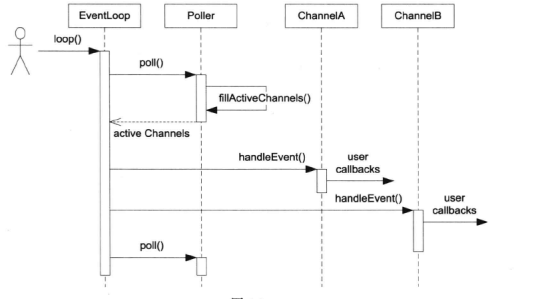 EventLoop
Poller
ChannelA
ChannelB
loop()
poll()
fillActiveChannels()
active Channels
handleEvent()
user
callbacks
handleEvent()
user
callbacks
poll()